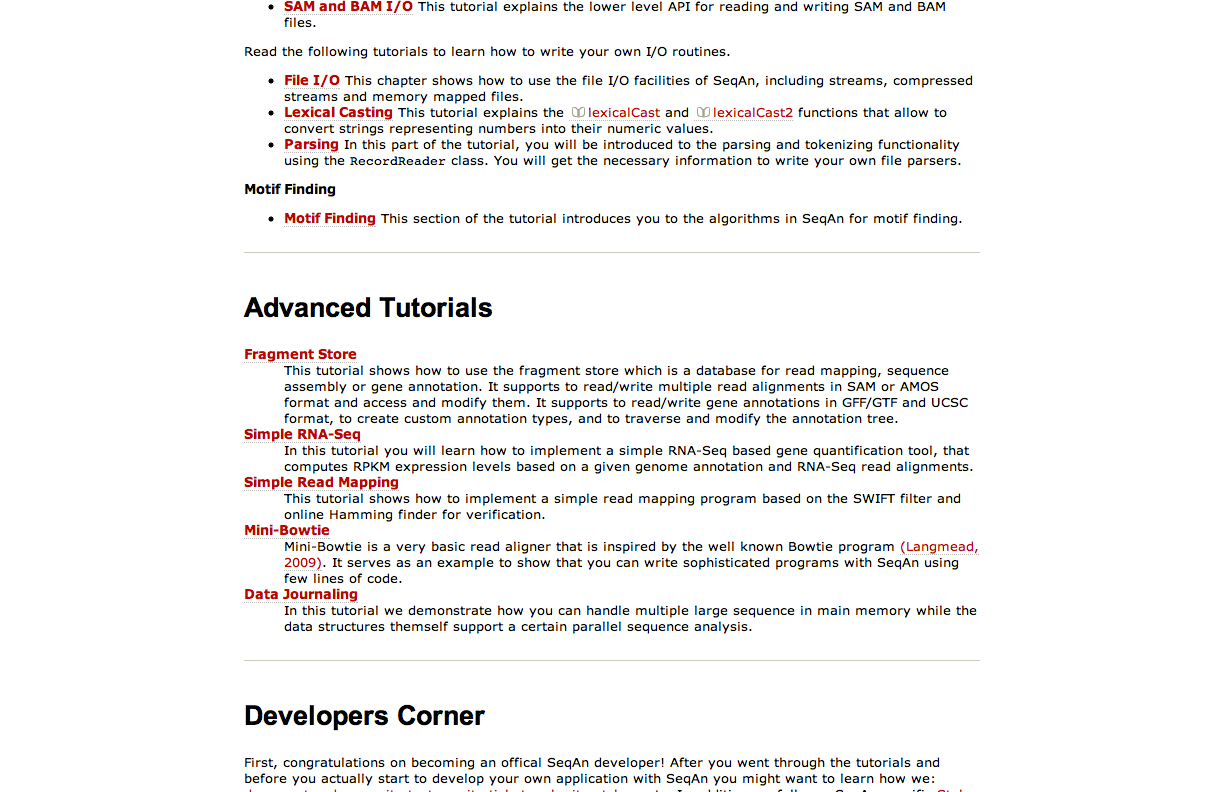 • SAM and BAM I/O This tutorial explains the lower level API for reading and writing SAM and BAM
files.
Read the following tutorials to learn how to write your own I/O routines.
• File I/O This chapter shows how to use the file I/O facilities of SeqAn, including streams, compressed
streams and memory mapped files.
• Lexical Casting This tutorial explains the lexicalCast and lexicalCast2 functions that allow to
convert strings representing numbers into their numeric values.
• Parsing In this part of the tutorial, you will be introduced to the parsing and tokenizing functionality
using the RecordReader class. You will get the necessary information to write your own file parsers.
Motif Finding
• Motif Finding This section of the tutorial introduces you to the algorithms in SeqAn for motif finding.
Advanced Tutorials
Fragment Store
This tutorial shows how to use the fragment store which is a database for read mapping, sequence
assembly or gene annotation. It supports to read/write multiple read alignments in SAM or AMOS
format and access and modify them. It supports to read/write gene annotations in GFF/GTF and UCSC
format, to create custom annotation types, and to traverse and modify the annotation tree.
Simple RNA-Seq
In this tutorial you will learn how to implement a simple RNA-Seq based gene quantification tool, that
computes RPKM expression levels based on a given genome annotation and RNA-Seq read alignments.
Simple Read Mapping
This tutorial shows how to implement a simple read mapping program based on the SWIFT filter and
online Hamming finder for verification.
Mini-Bowtie
Mini-Bowtie is a very basic read aligner that is inspired by the well known Bowtie program (Langmead,
2009). It serves as an example to show that you can write sophisticated programs with SeqAn using
few lines of code.
Data Journaling
In this tutorial we demonstrate how you can handle multiple large sequence in main memory while the
data structures themself support a certain parallel sequence analysis.
Developers Corner
First, congratulations on becoming an offical SeqAn developer! After you went through the tutorials and
before you actually start to develop your own application with SeqAn you might want to learn how we: